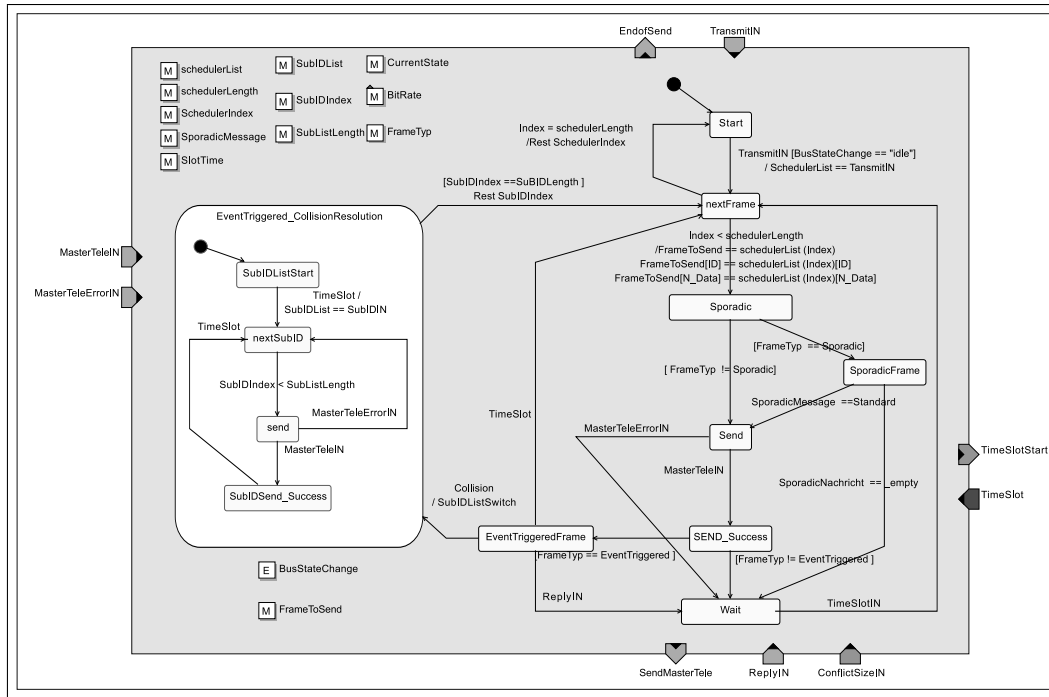 EndofSend
TransmitIN
schedulerList
schedulerLength
SchedulerIndex
SporadicMessage
SlotTime
SubIDList
SubIDIndex
SubListLength
CurrentState
BitRate
FrameTyp
M
M
M
M
M
M
M
M
M
M
M
Start
Index = schedulerLength
/Rest SchedulerIndex
TransmitIN [BusStateChange == "idle"]
/ SchedulerList == TansmitIN
[SubIDIndex ==SuBIDLength ]
Rest SubIDIndex
nextFrame
EventTriggered_CollisionResolution
MasterTeleIN
MasterTeleErrorIN
SubIDListStart
TimeSlot /
SubIDList == SubIDIN
TimeSlot
nextSubID
SubIDIndex < SubListLength
MasterTeleErrorIN
send
MasterTeleIN
SubIDSend_Success
Index < schedulerLength
/FrameToSend == schedulerList (Index)
FrameToSend[ID] == schedulerList (Index)[ID]
FrameToSend[N_Data] == schedulerList (Index)[N_Data]
Sporadic
[FrameTyp == Sporadic]
[ FrameTyp != Sporadic]
SporadicFrame
SporadicMessage ==Standard
TimeSlot
MasterTeleErrorIN
Send
MasterTeleIN
SporadicNachricht == _empty
TimeSlotStart
TimeSlot
Collision
/ SubIDListSwitch
EventTriggeredFrame
SEND_Success
[FrameTyp == EventTriggered ]
[FrameTyp != EventTriggered ]
E
BusStateChange
M
FrameToSend
ReplyIN
Wait
TimeSlotIN
SendMasterTele
ReplyIN
ConflictSizeIN